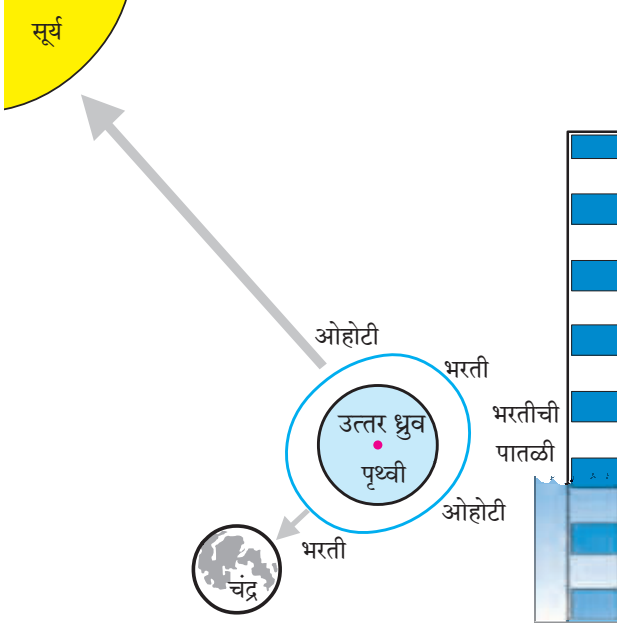 सूर्य
ओहोटी
भरती
उत्तर ध्रुव
पृथ्वी
भरतीची
पातळी
ओहोटी
भरती
चंद्र